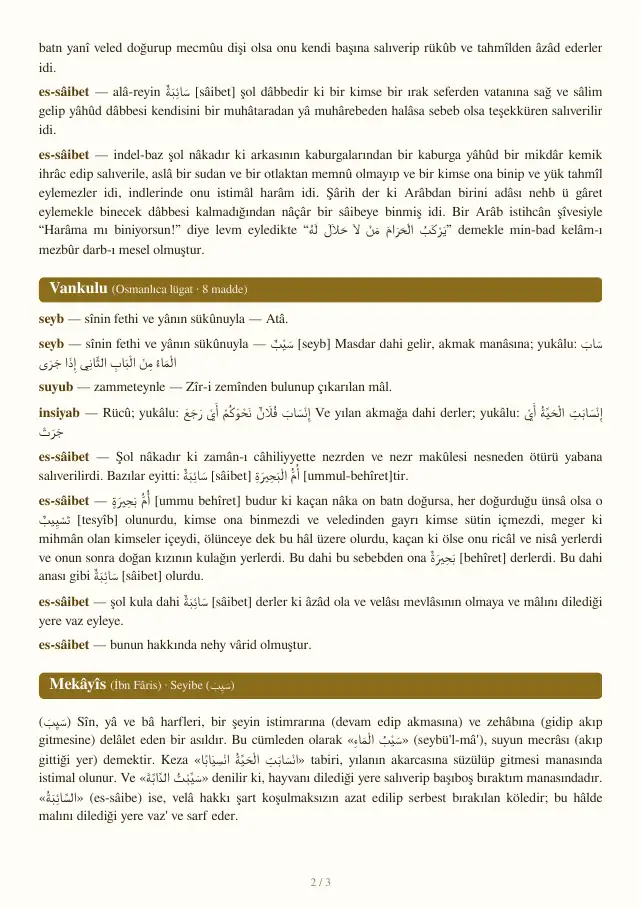 batn yanî veled doğurup mecmûu dişi olsa onu kendi başına salıverip rükûb ve tahmîlden âzâd ederler
idi.
es-sâibet — alâ-reyin سَائِبَةٌ [sâibet] şol dâbbedir ki bir kimse bir ırak seferden vatanına sağ ve sâlim
gelip yâhûd dâbbesi kendisini bir muhâtaradan yâ muhârebeden halâsa sebeb olsa teşekküren salıverilir
idi.
es-sâibet — indel-baz şol nâkadır ki arkasının kaburgalarından bir kaburga yâhûd bir mikdâr kemik
ihrâc edip salıverile, aslâ bir sudan ve bir otlaktan memnû olmayıp ve bir kimse ona binip ve yük tahmîl
eylemezler idi, indlerinde onu istimâl harâm idi. Şârih der ki Arâbdan birini adâsı nehb ü gâret
eylemekle binecek dâbbesi kalmadığından nâçâr bir sâibeye binmiş idi. Bir Arâb istihcân şîvesiyle
“Harâma mı biniyorsun!” diye levm eyledikte “يَرْكَبُ الْحَرَامَ مَنْ لاَ حَلاَلَ لَهُ” demekle min-bad kelâm-ı
mezbûr darb-ı mesel olmuştur.
Vankulu (Osmanlıca lügat · 8 madde)
seyb — sînin fethi ve yânın sükûnuyla — Atâ.
seyb — sînin fethi ve yânın sükûnuyla — سَيْبٌ [seyb] Masdar dahi gelir, akmak manâsına; yukâlu: سَابَ
الْمَاءُ مِنَ الْبَابِ الثَّانِي إِذَا جَرَى
suyub — zammeteynle — Zîr-i zemînden bulunup çıkarılan mâl.
insiyab — Rücû; yukâlu: إِنْسَابَ فُلاَنٌ نَحْوَكُمْ أَيْ رَجَعَ Ve yılan akmağa dahi derler; yukâlu: إِنْسَابَتِ الْحَيَّةُ أَيْ
جَرَتْ
es-sâibet — Şol nâkadır ki zamân-ı câhiliyyette nezrden ve nezr makûlesi nesneden ötürü yabana
salıverilirdi. Bazılar eyitti: سَائِبَةٌ [sâibet] أُمُّ الْبَحِيرَةِ [ummul-behîret]tir.
es-sâibet — أُمُّ بَحِيرَةٍ [ummu behîret] budur ki kaçan nâka on batn doğursa, her doğurduğu ünsâ olsa o
تَسْيِيبٌ [tesyîb] olunurdu, kimse ona binmezdi ve veledinden gayrı kimse sütin içmezdi, meger ki
mihmân olan kimseler içeydi, ölünceye dek bu hâl üzere olurdu, kaçan ki ölse onu ricâl ve nisâ yerlerdi
ve onun sonra doğan kızının kulağın yerlerdi. Bu dahi bu sebebden ona بَحِيرَةٌ [behîret] derlerdi. Bu dahi
anası gibi سَائِبَةٌ [sâibet] olurdu.
es-sâibet — şol kula dahi سَائِبَةٌ [sâibet] derler ki âzâd ola ve velâsı mevlâsının olmaya ve mâlını dilediği
yere vaz eyleye.
es-sâibet — bunun hakkında nehy vârid olmuştur.
Mekâyîs (İbn Fâris) · Seyibe (سَيِبَ)
(سَيِبَ) Sîn, yâ ve bâ harfleri, bir şeyin istimrarına (devam edip akmasına) ve zehâbına (gidip akıp
gitmesine) delâlet eden bir asıldır. Bu cümleden olarak «سَيْبُ الْمَاءِ» (seybü'l-mâ'), suyun mecrâsı (akıp
gittiği yer) demektir. Keza «انْسَابَتِ الْحَيَّةُ انْسِيَابًا» tabiri, yılanın akarcasına süzülüp gitmesi manasında
istimal olunur. Ve «سَيَّبْتُ الدَّابَّةَ» denilir ki, hayvanı dilediği yere salıverip başıboş bıraktım manasındadır.
«السَّائِبَةُ» (es-sâibe) ise, velâ hakkı şart koşulmaksızın azat edilip serbest bırakılan köledir; bu hâlde
malını dilediği yere vaz' ve sarf eder.
2 / 3